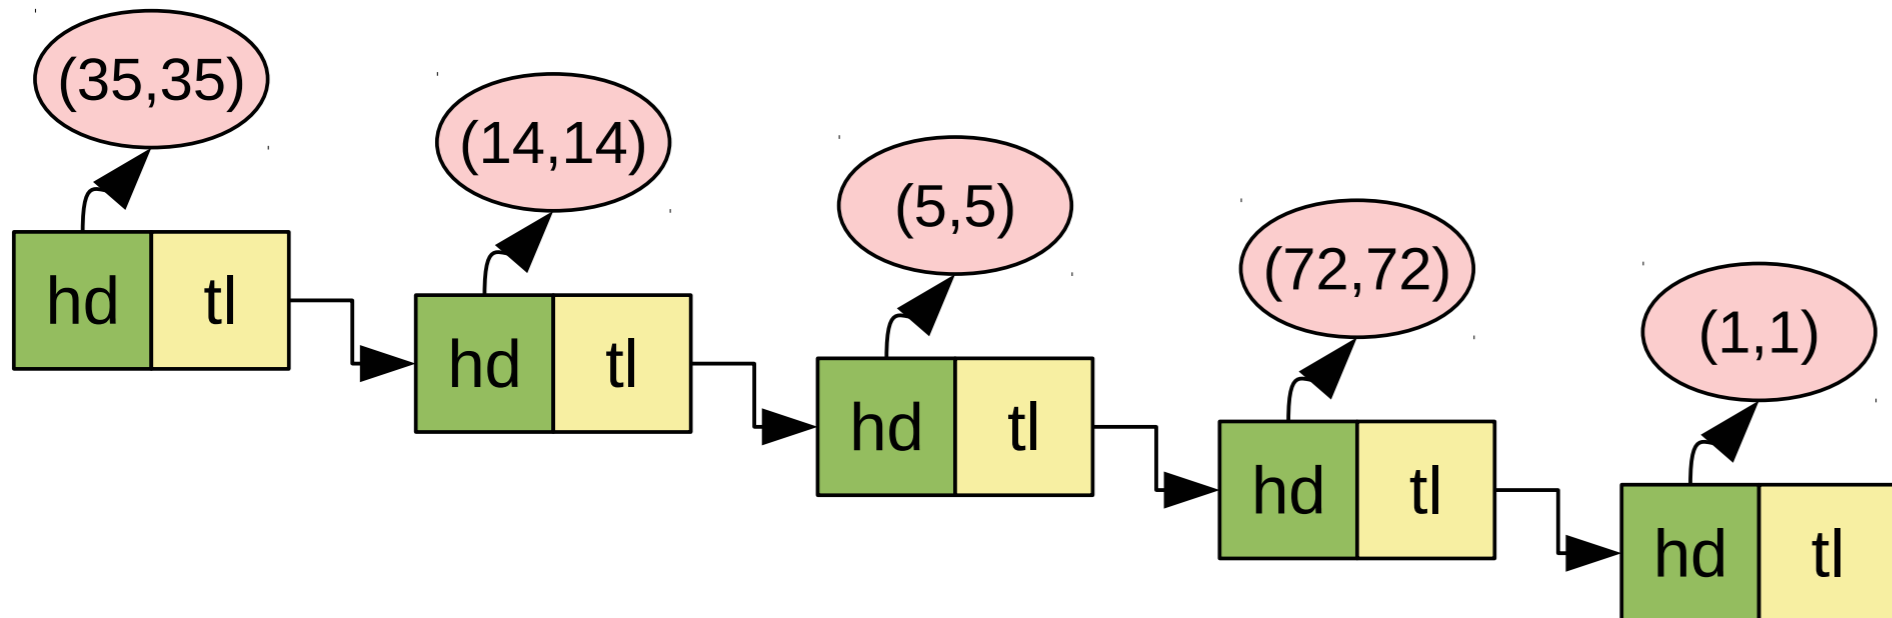 (35,35)
(14,14)
(5,5)
(72,72)
(1,1)
hd tl
hd tl
hd tl
hd tl
hd tl